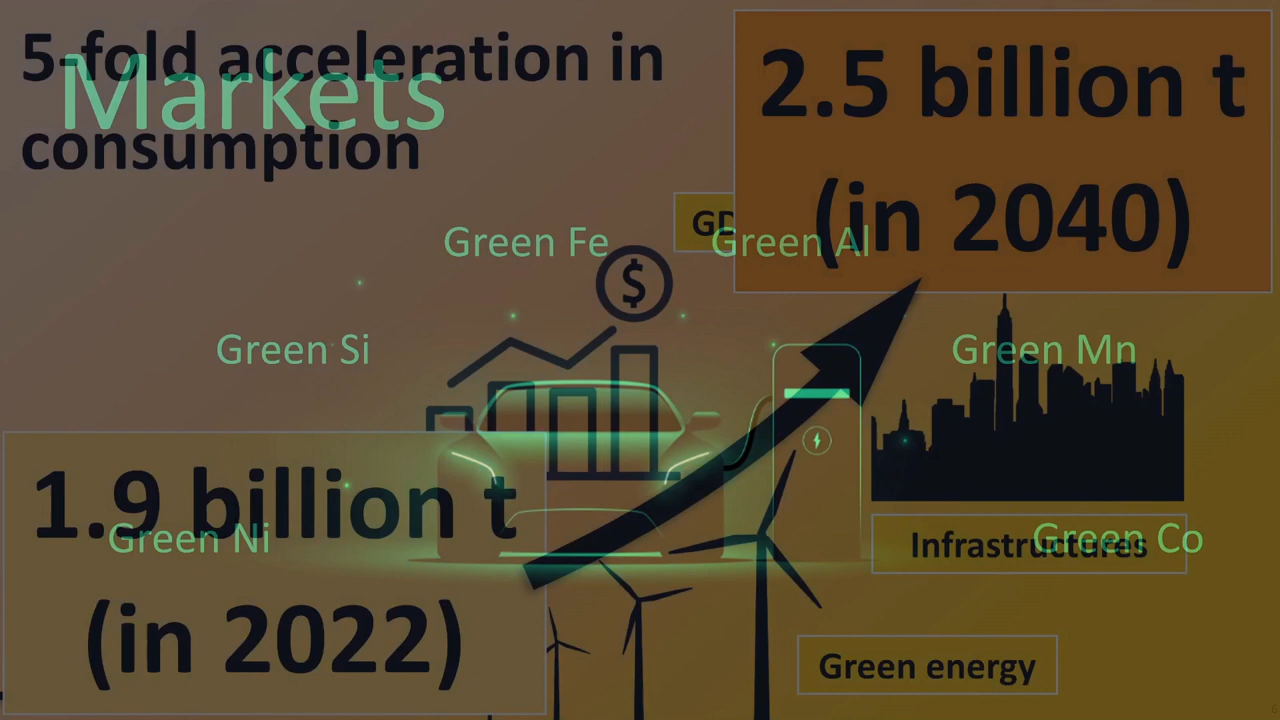 5-fold acceleration in
consumption
Markets
2.5 billion t
(in 2040)
Green Fe
Green Al
$
Green Si
Green Mn
1.9 billion t
(in 2022)
Green Ni
Infrastructures
Green Co
Green energy